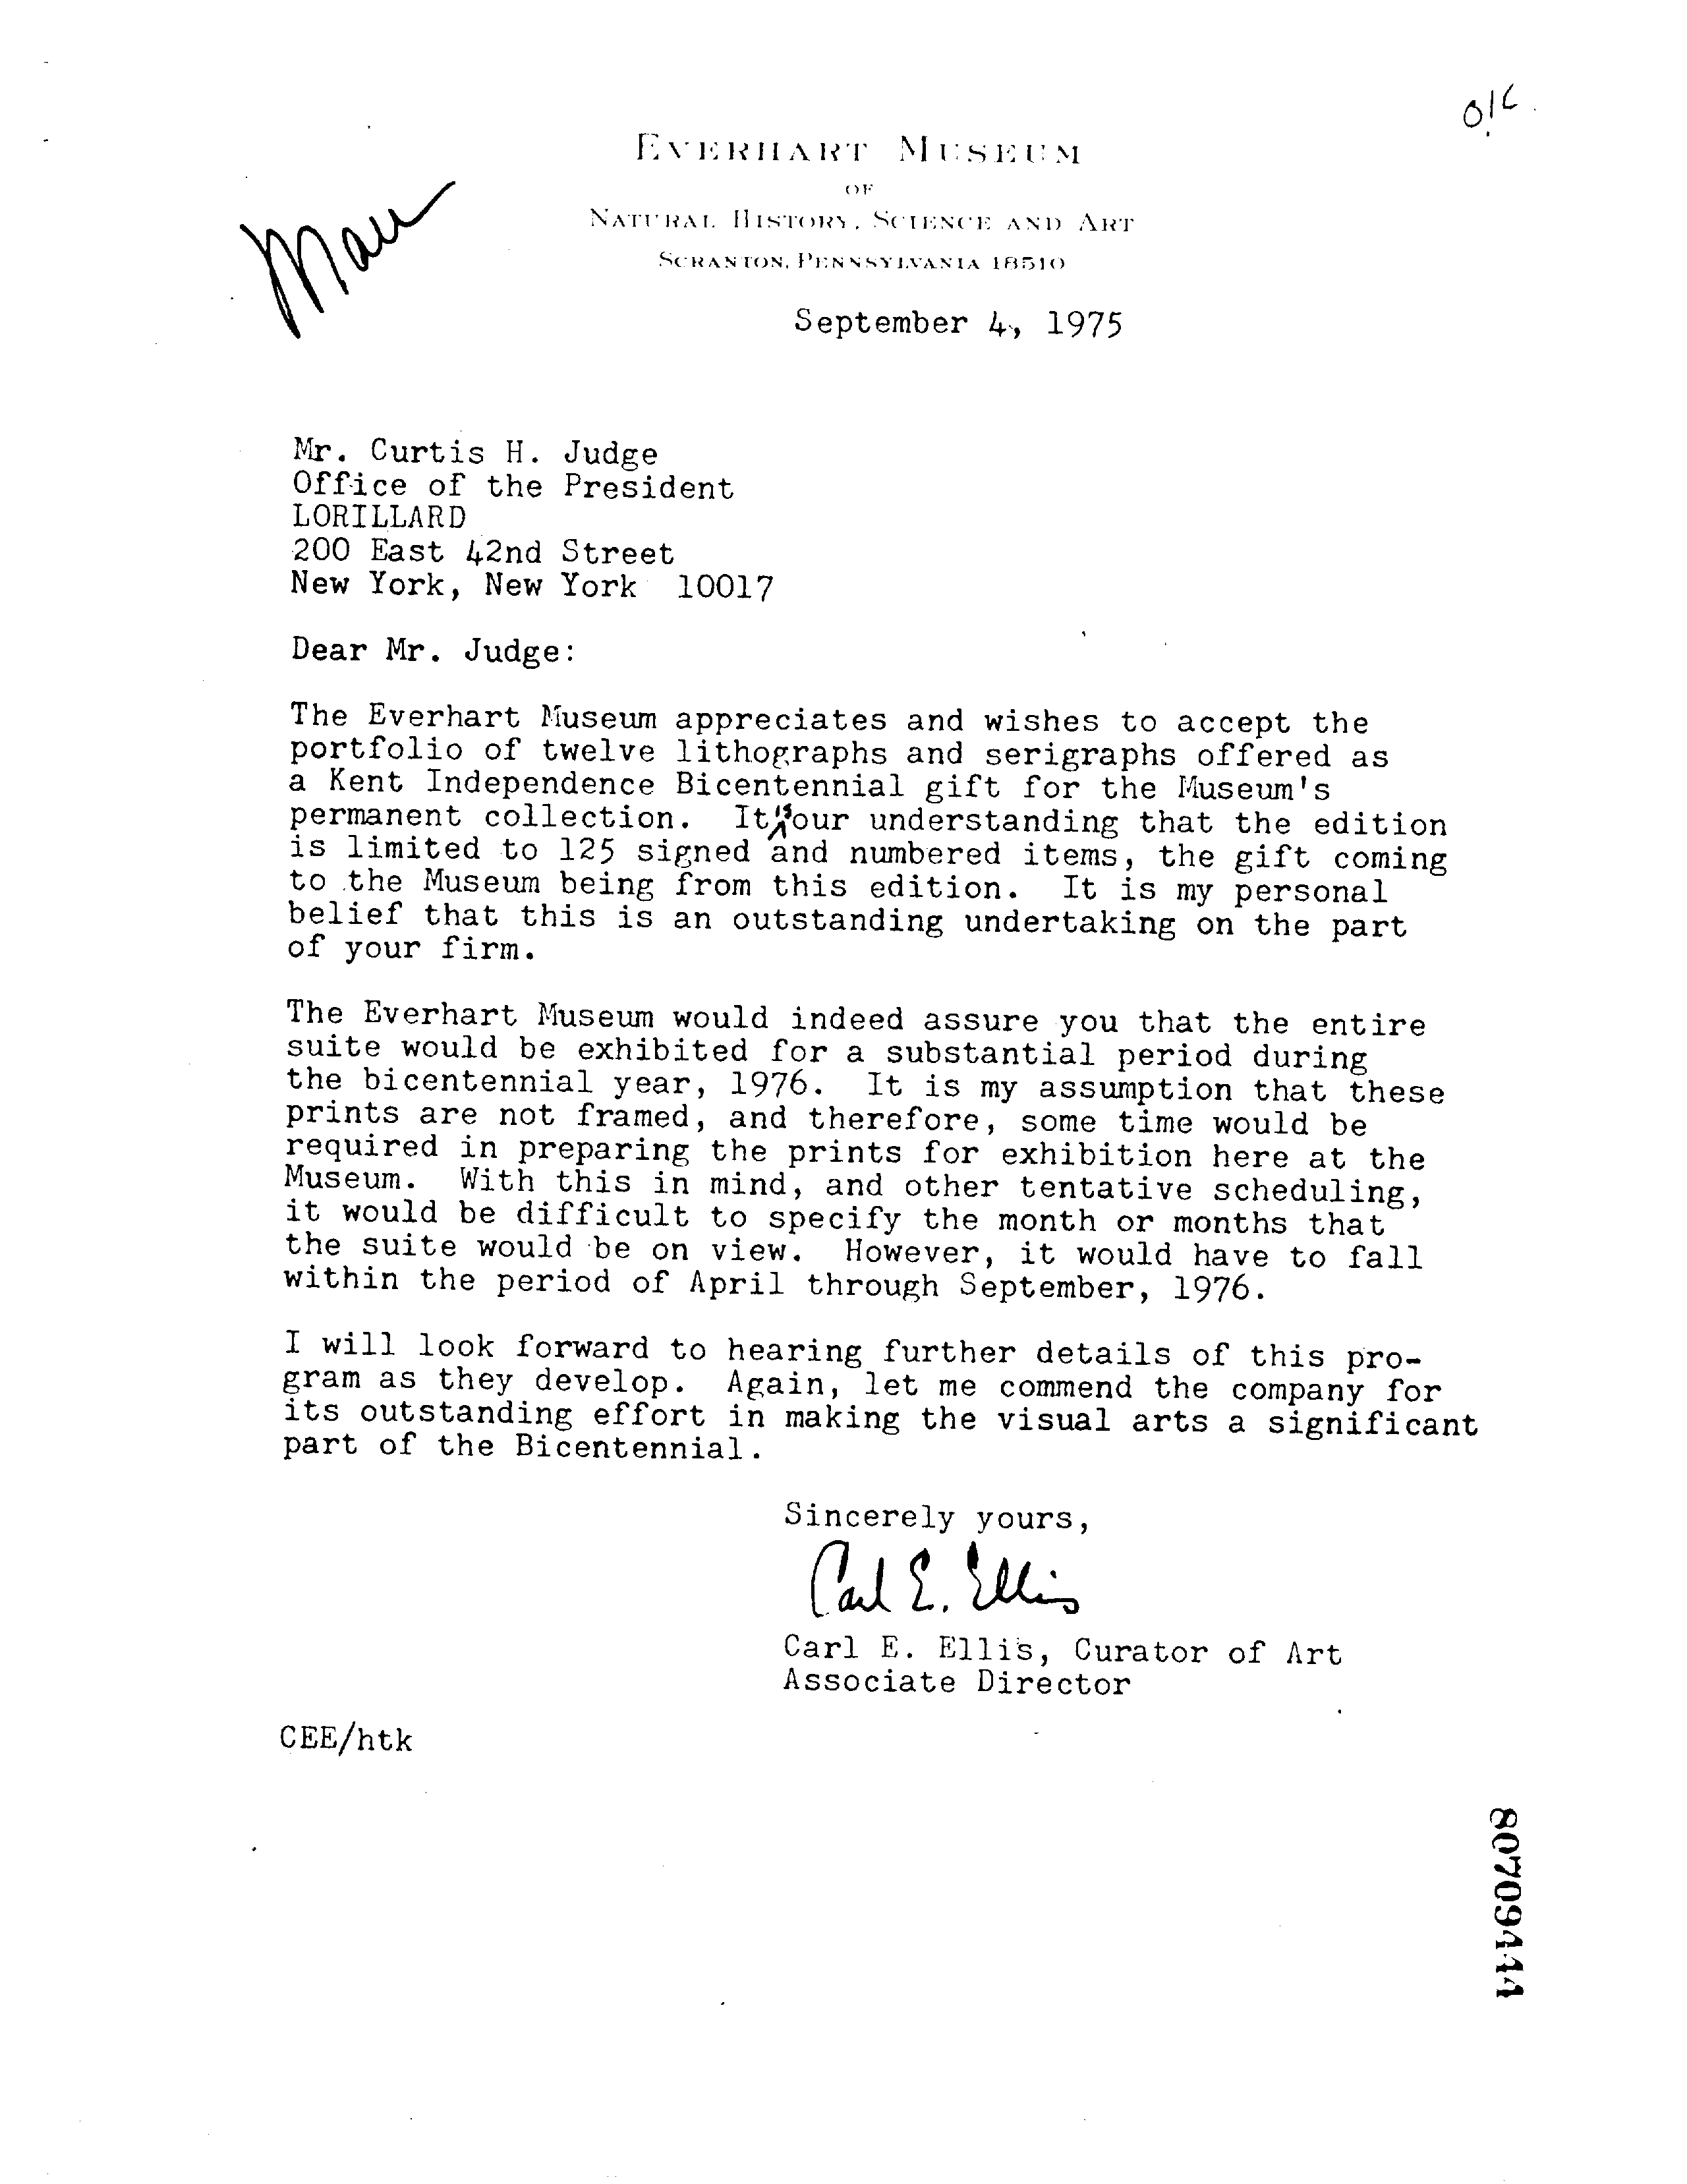 EVERHART MUSEUM
OF
NATURAL HISTORY, SCIENCE AND ART
SCRANTON, PENNSYLVANIA 18510
September 4, 1975
Mr. Curtis H. Judge
Office of the President
LORILLARD
200 East 42nd Street
New York, New York 10017
Dear Mr. Judge:
The Everhart Museum appreciates and wishes to accept the
portfolio of twelve lithographs and serigraphs offered as
a Kent Independence Bicentennial gift for the Museum's
permanent collection. It is our understanding that the edition
is limited to 125 signed and numbered items, the gift coming
to the Museum being from this edition. It is my personal
belief that this is an outstanding undertaking on the part
of your firm.
The Everhart Museum would indeed assure you that the entire
suite would be exhibited for a substantial period during
the bicentennial year, 1976. It is my assumption that these
prints are not framed, and therefore, some time would be
required in preparing the prints for exhibition here at the
Museum. With this in mind, and other tentative scheduling,
it would be difficult to specify the month or months that
the suite would be on view. However, it would have to fall
within the period of April through September, 1976.
I will look forward to hearing further details of this pro-
gram as they develop. Again, let me commend the company for
its outstanding effort in making the visual arts a significant
part of the Bicentennial.
Sincerely yours,
Carl E. Ellis
Carl E. Ellis, Curator of Art
Associate Director
CEE/htk
80709444